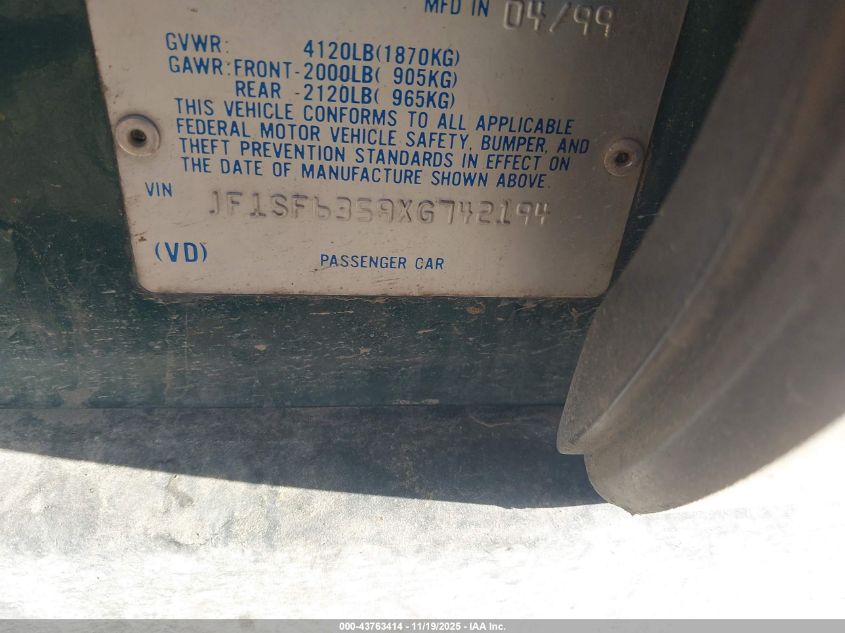 MFD IN 04/99
GVWR: 4120LB(1870KG)
GAWR:FRONT-2000LB( 905KG)
REAR -2120LB( 965KG)
THIS VEHICLE CONFORMS TO ALL APPLICABLE
FEDERAL MOTOR VEHICLE SAFETY, BUMPER, AND
THEFT PREVENTION STANDARDS IN EFFECT ON
THE DATE OF MANUFACTURE SHOWN ABOVE.
VIN JF1SF6359XG742194
(VD) PASSENGER CAR
000-43763414 - 11/19/2025 - IAA Inc.